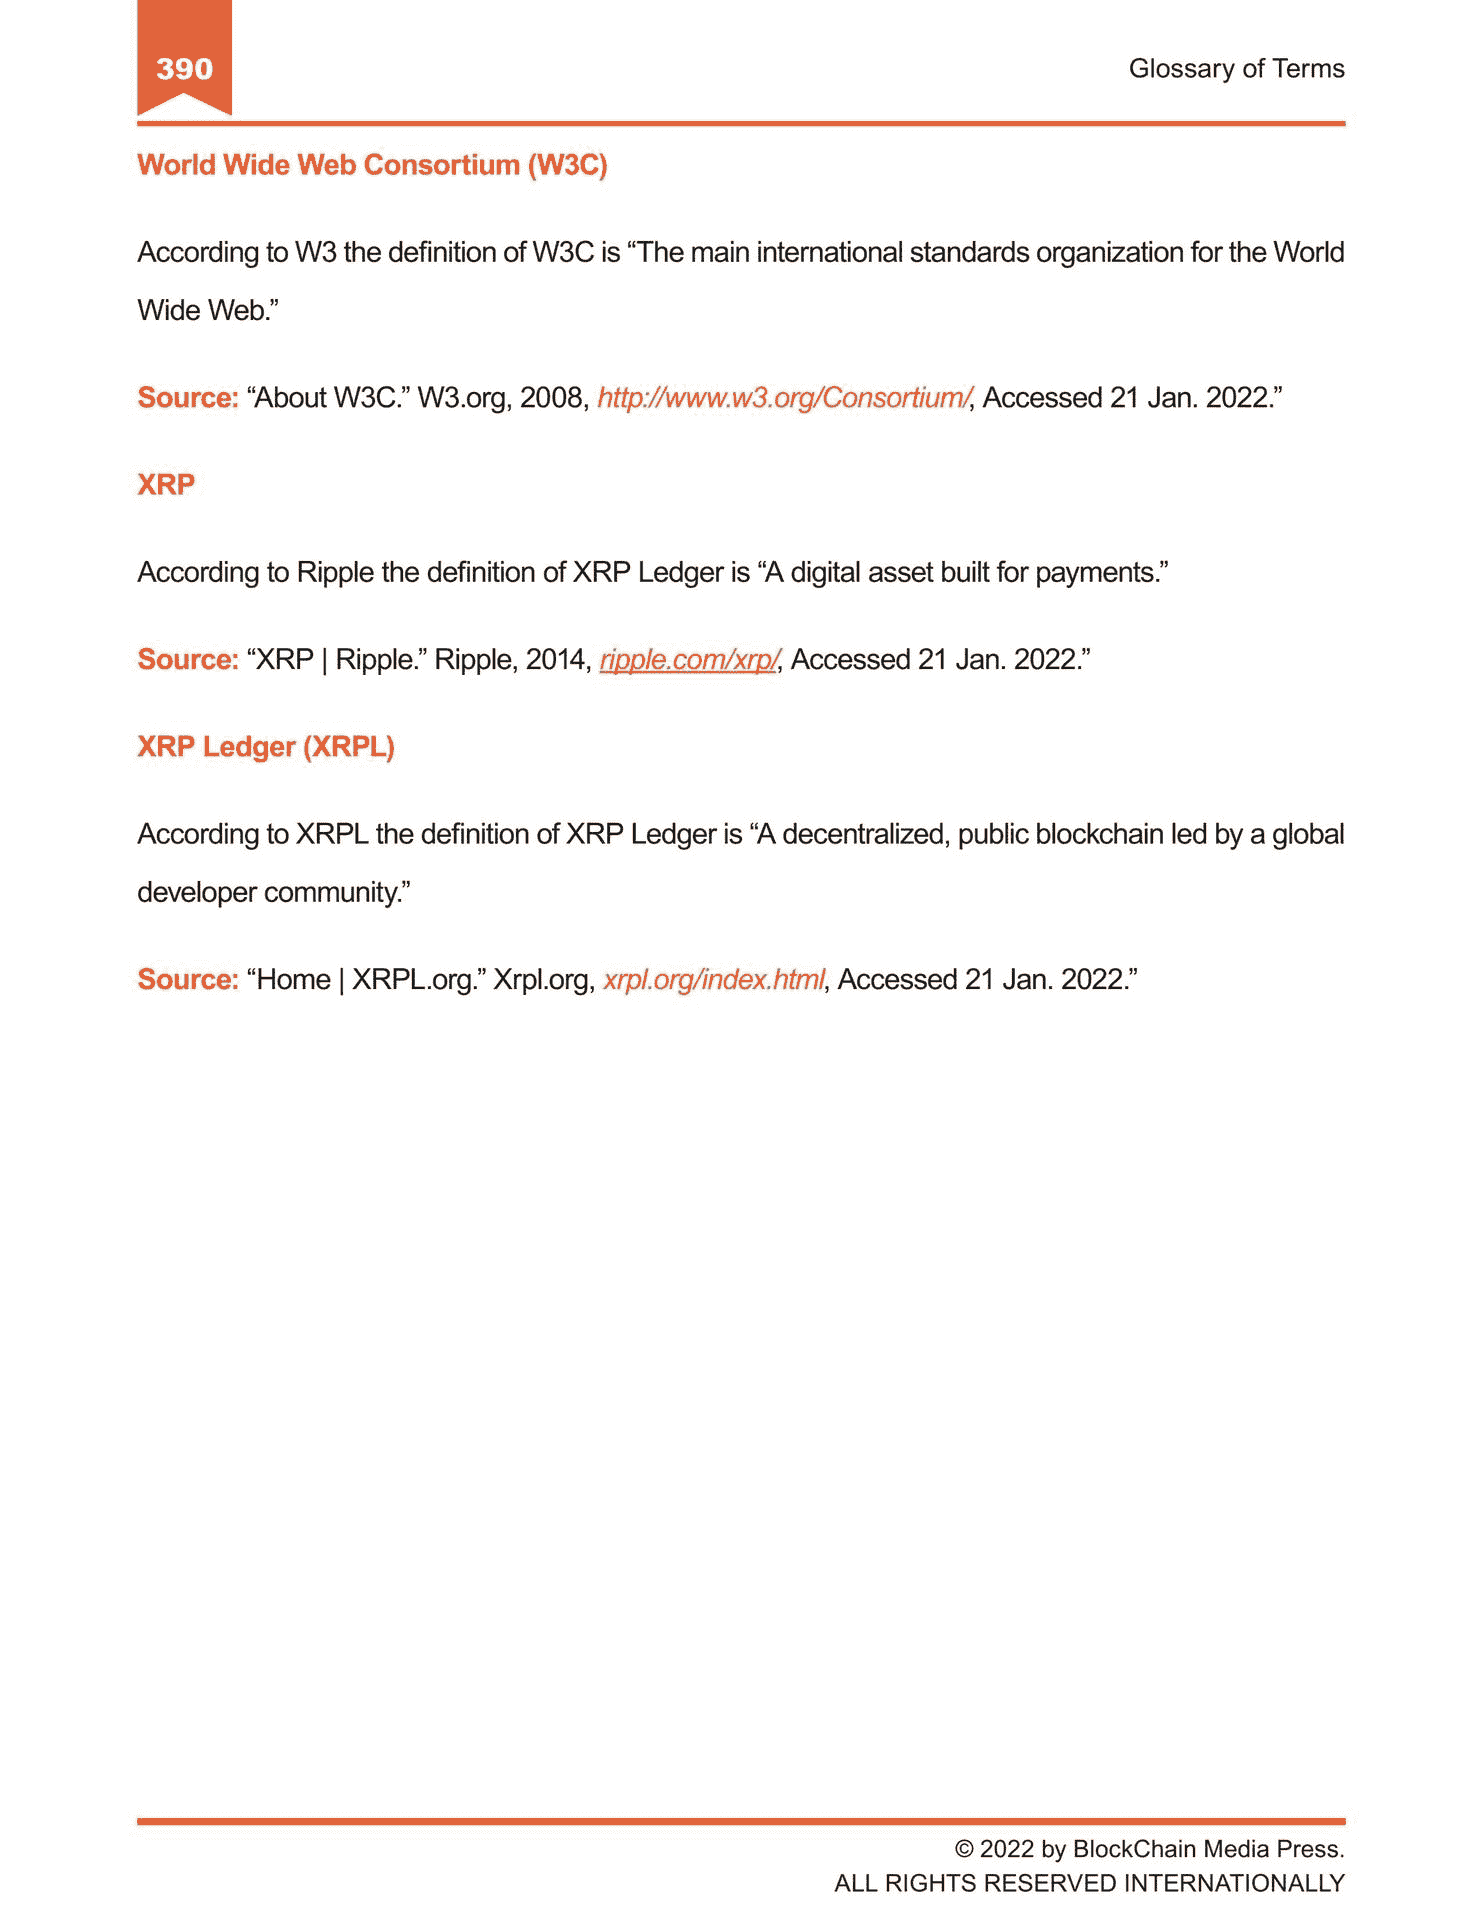 390
Glossary of Terms
World Wide Web Consortium (W3C)
According to W3 the definition of W3C is “The main international standards organization for the World
Wide Web.”
Source: “About W3C.” W3.org, 2008, http://www.w3.org/Consortium/, Accessed 21 Jan. 2022.”
XRP
According to Ripple the definition of XRP Ledger is “A digital asset built for payments.”
Source: “XRP | Ripple.” Ripple, 2014, ripple.com/xrp/, Accessed 21 Jan. 2022.”
XRP Ledger (XRPL)
According to XRPL the definition of XRP Ledger is “A decentralized, public blockchain led by a global
developer community.”
Source: “Home | XRPL.org.” Xrpl.org, xrpl.org/index.html, Accessed 21 Jan. 2022.”
© 2022 by BlockChain Media Press.
ALL RIGHTS RESERVED INTERNATIONALLY